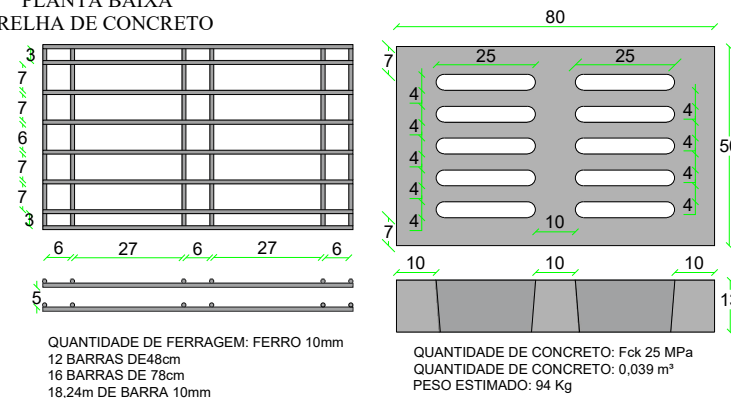 PLANTA BAIXA
RELHA DE CONCRETO
3
7
7
6
7
7
3
6 27 6 27 6
5
QUANTIDADE DE FERRAGEM: FERRO 10mm
12 BARRAS DE48cm
16 BARRAS DE 78cm
18,24m DE BARRA 10mm
80
7
25 25
4
4
4
4
4
4
4
4
4
10
7
10 10 10
QUANTIDADE DE CONCRETO: Fck 25 MPa
QUANTIDADE DE CONCRETO: 0,039 m³
PESO ESTIMADO: 94 Kg